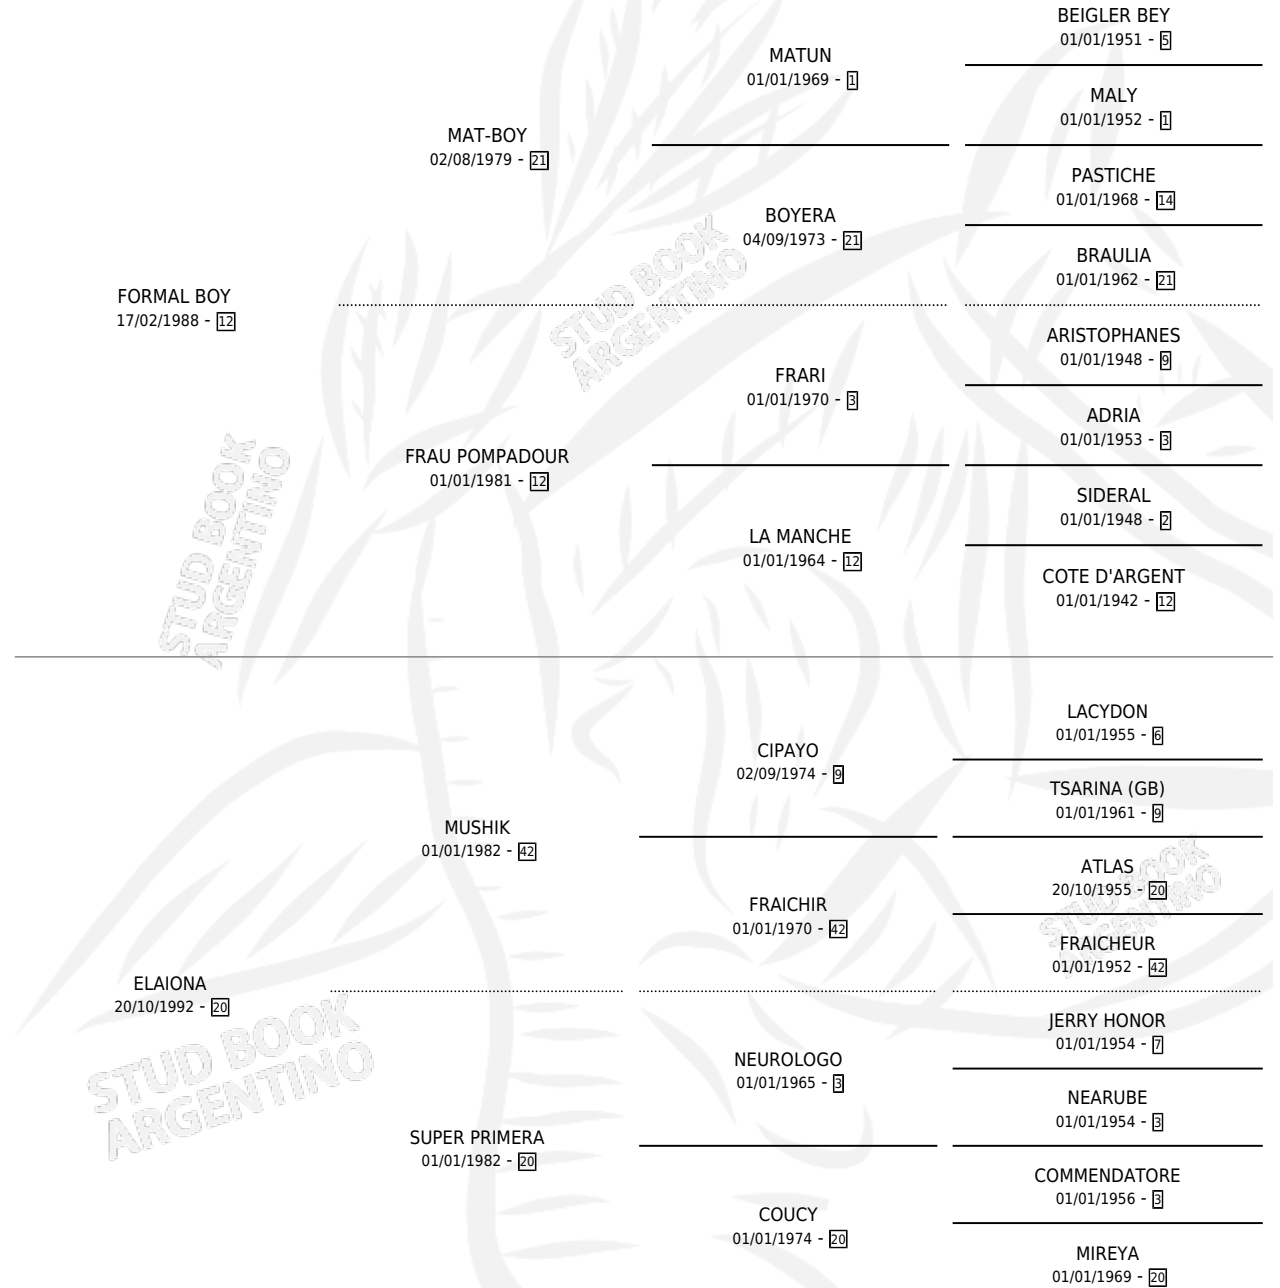 BEIGLER BEY
01/01/1951 - 5
MATUN
01/01/1969 - 1
MALY
01/01/1952 - 1
MAT-BOY
02/08/1979 - 21
PASTICHE
01/01/1968 - 14
BOYERA
04/09/1973 - 21
BRAULIA
01/01/1962 - 21
FORMAL BOY
17/02/1988 - 12
ARISTOPHANES
01/01/1948 - 9
FRARI
01/01/1970 - 3
ADRIA
01/01/1953 - 3
FRAU POMPADOUR
01/01/1981 - 12
SIDERAL
01/01/1948 - 2
LA MANCHE
01/01/1964 - 12
COTE D'ARGENT
01/01/1942 - 12
STUD BOOK
ARGENTINO
STUD BOOK
ARGENTINO
LACYDON
01/01/1955 - 6
CIPAYO
02/09/1974 - 9
TSARINA (GB)
01/01/1961 - 9
MUSHIK
01/01/1982 - 42
ATLAS
20/10/1955 - 20
FRAICHIR
01/01/1970 - 42
FRAICHEUR
01/01/1952 - 42
STUD BOOK
ARGENTINO
ELAIONA
20/10/1992 - 20
JERRY HONOR
01/01/1954 - 7
NEUROLOGO
01/01/1965 - 3
NEARUBE
01/01/1954 - 3
SUPER PRIMERA
01/01/1982 - 20
COMMENDATORE
01/01/1956 - 3
COUCY
01/01/1974 - 20
MIREYA
01/01/1969 - 20
STUD BOOK
ARGENTINO